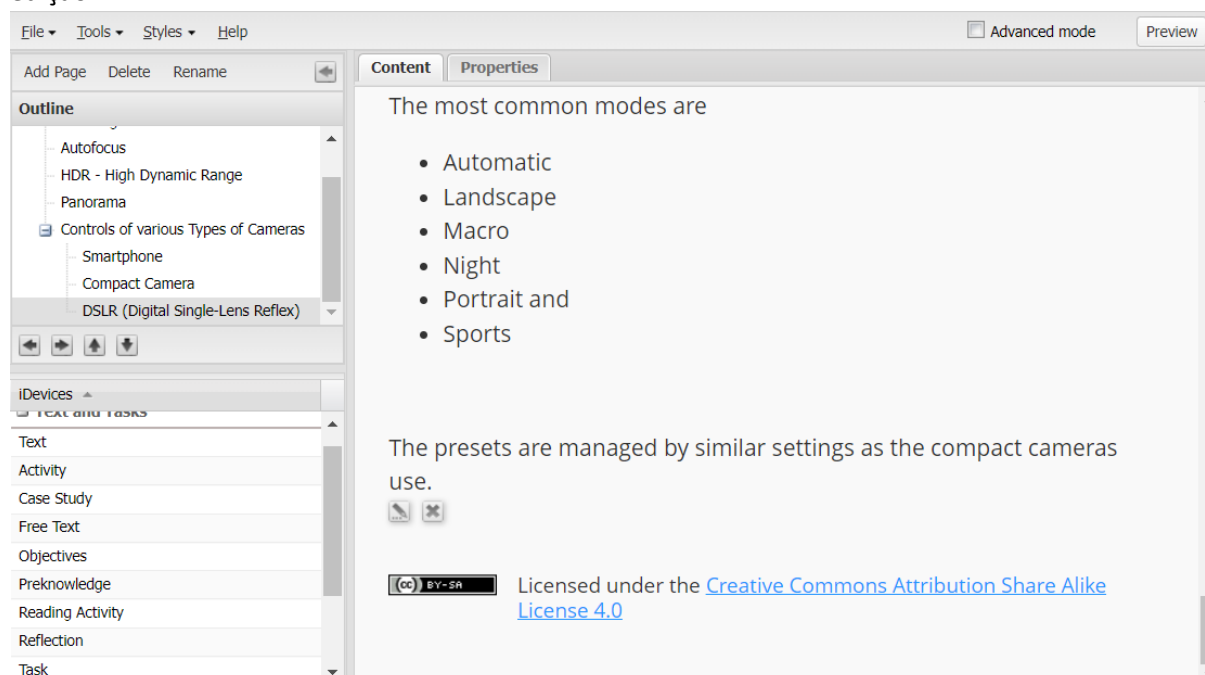 File Tools Styles Help Advanced mode Preview
Add Page Delete Rename
Outline
Autofocus
HDR - High Dynamic Range
Panorama
Controls of various Types of Cameras
Smartphone
Compact Camera
DSLR (Digital Single-Lens Reflex)
iDevices
Text and Tasks
Text
Activity
Case Study
Free Text
Objectives
Preknowledge
Reading Activity
Reflection
Task
Content Properties
The most common modes are
• Automatic
• Landscape
• Macro
• Night
• Portrait and
• Sports
The presets are managed by similar settings as the compact cameras
use.
(cc) BY-SA
Licensed under the Creative Commons Attribution Share Alike
License 4.0